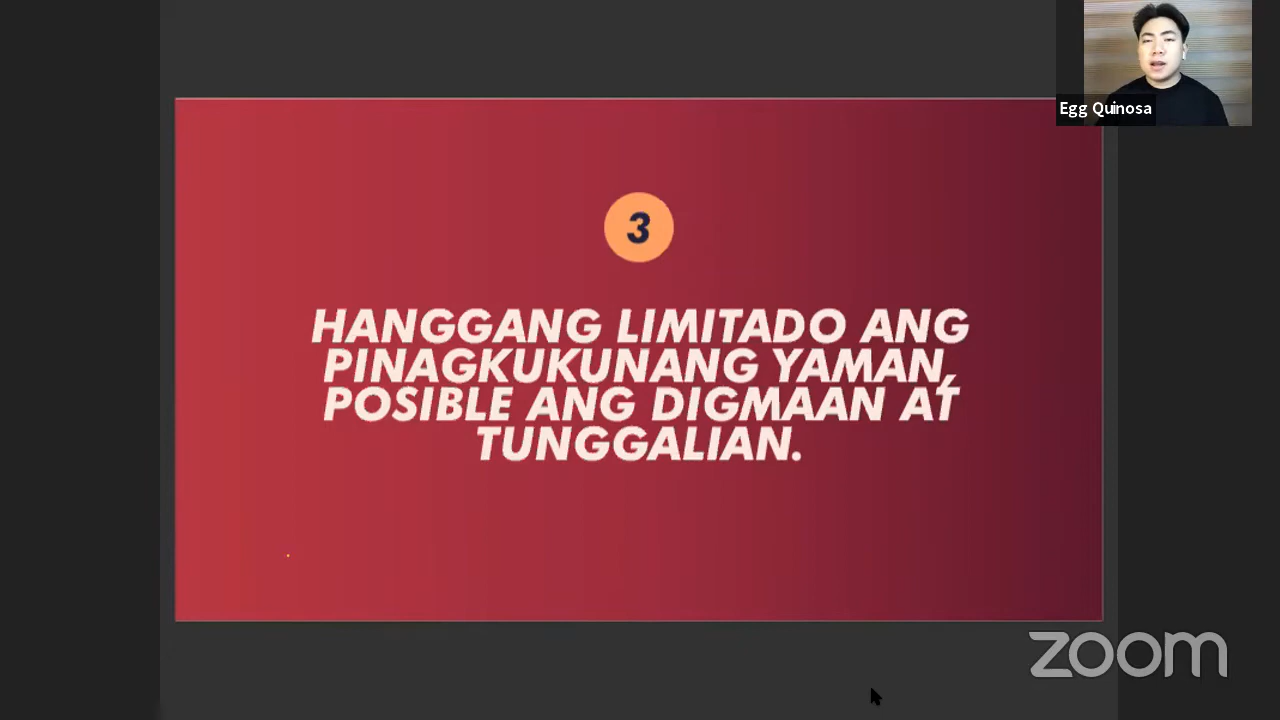 Egg Quinosa
3
HANGGANG LIMITADO ANG
PINAGKUKUNANG YAMAN,
POSIBLE ANG DIGMAAN AT
TUNGGALIAN.
zoom